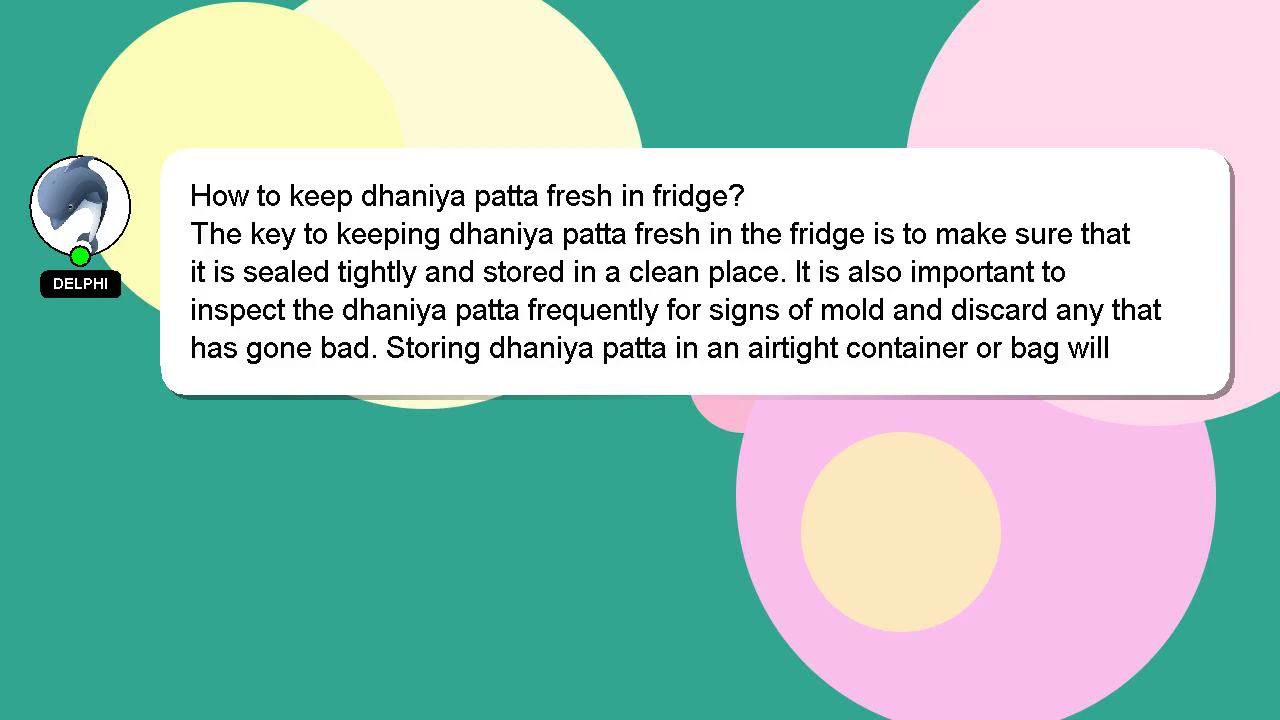 How to keep dhaniya patta fresh in fridge?
The key to keeping dhaniya patta fresh in the fridge is to make sure that
it is sealed tightly and stored in a clean place. It is also important to
inspect the dhaniya patta frequently for signs of mold and discard any that
has gone bad. Storing dhaniya patta in an airtight container or bag will
DELPHI